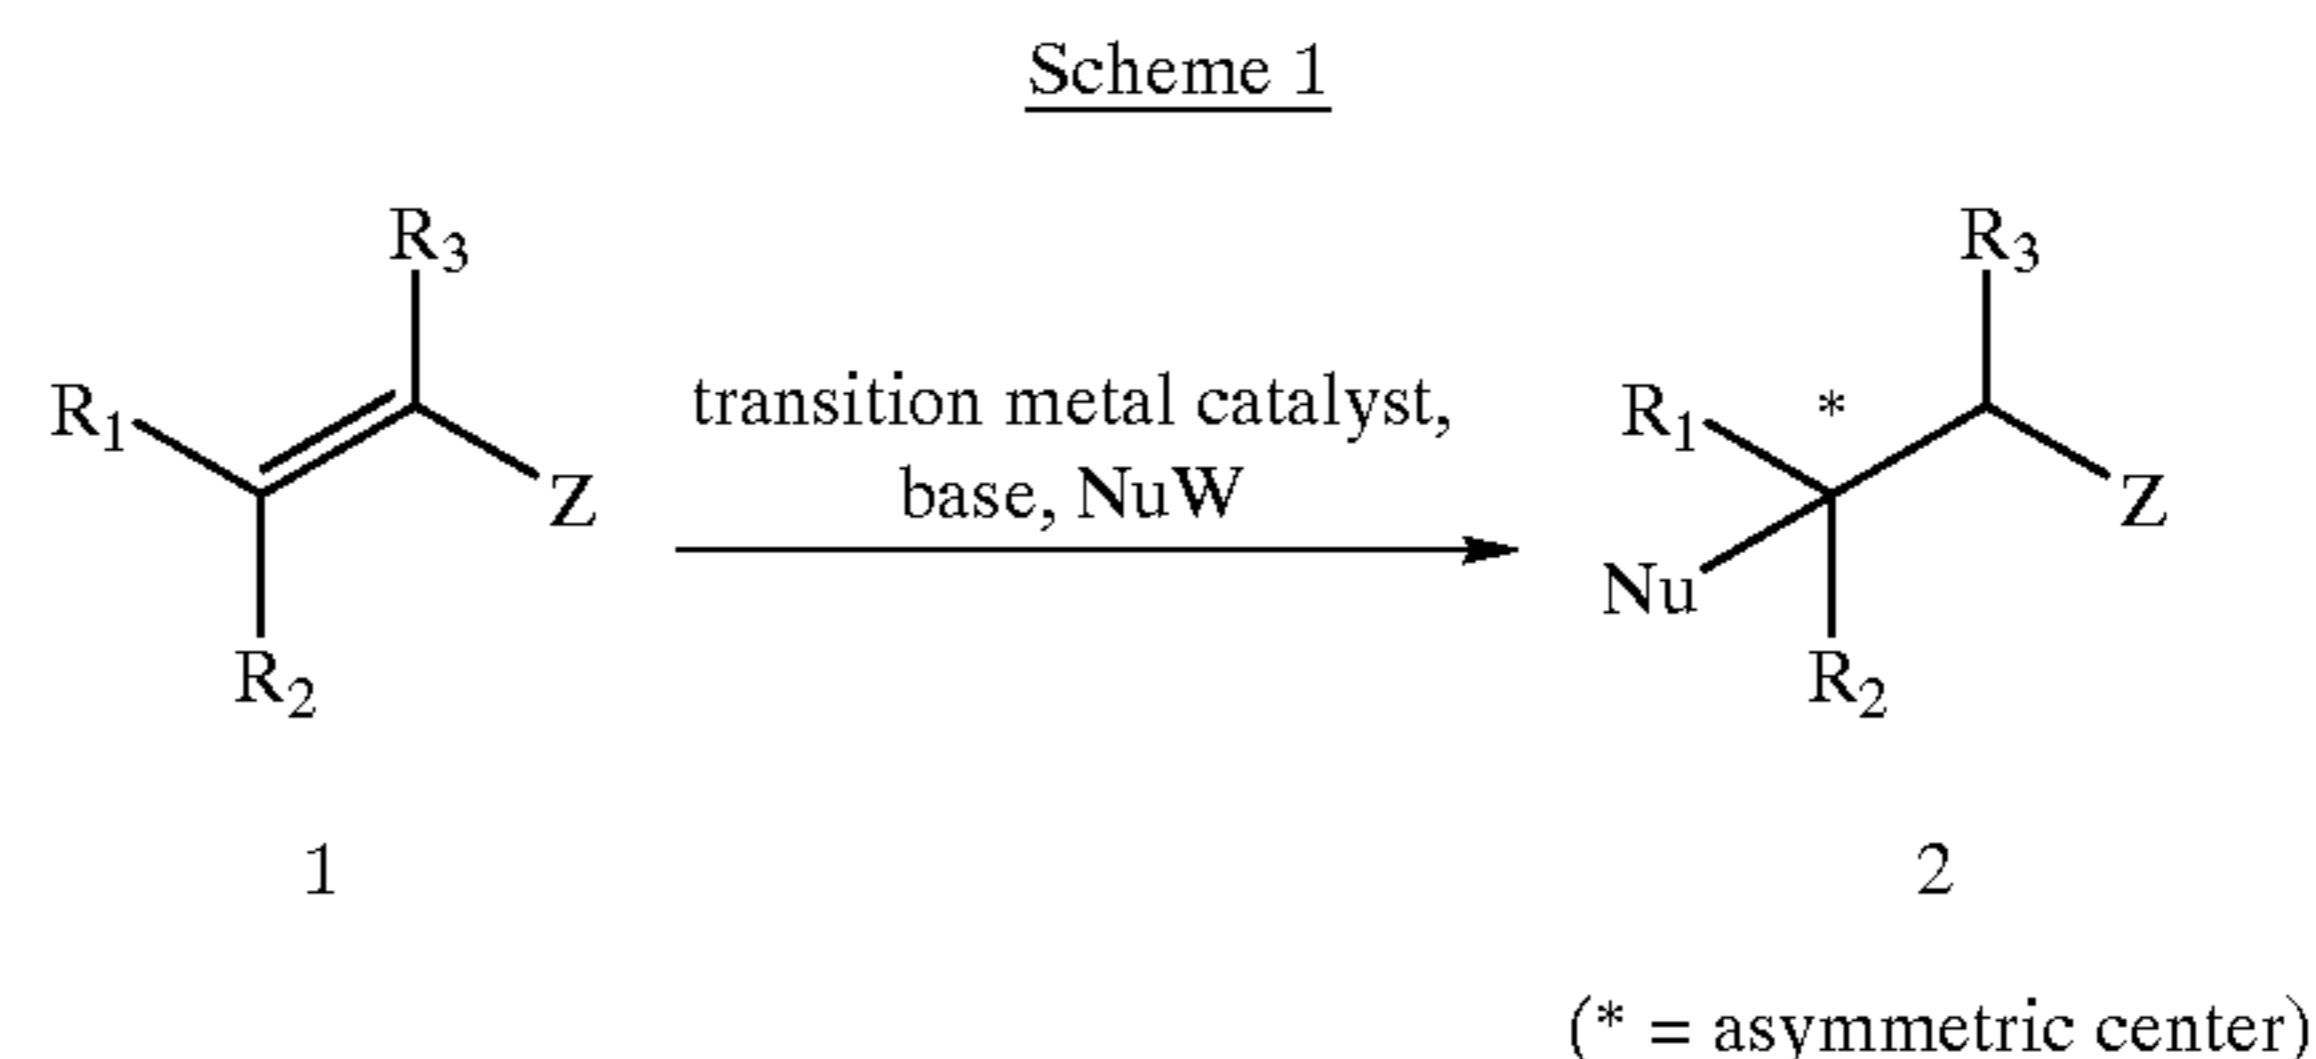 Scheme 1
R3
R1
Z
R2
transition metal catalyst,
base, NuW
R3
R1 *
Z
Nu
R2
1
2
(* = asymmetric center)